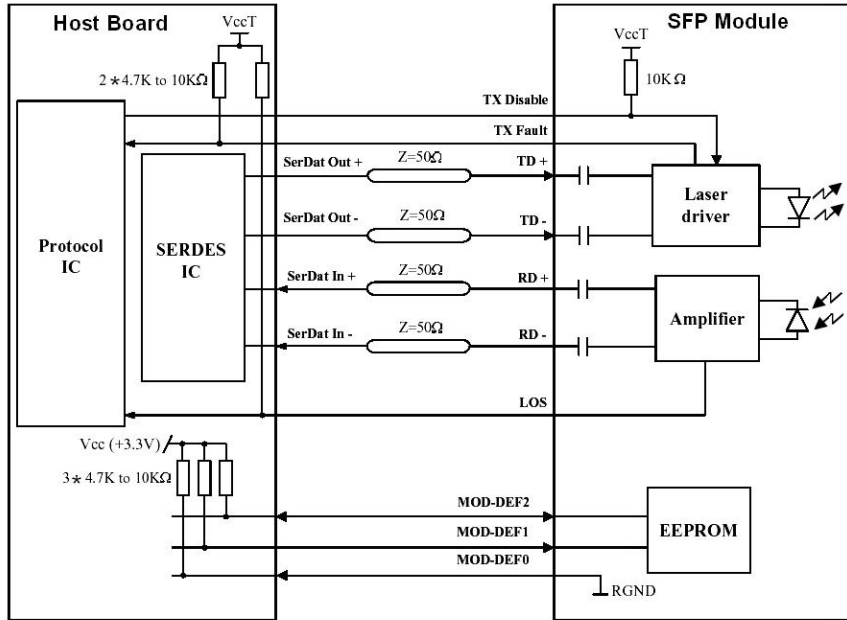 Host Board
SFP Module
VccT
VccT
2*4.7K to 10KΩ
10KΩ
TX Disable
TX Fault
SerDat Out +
Z=50Ω
TD +
SerDat Out -
Z=50Ω
TD -
Laser
driver
Protocol
IC
SERDES
IC
SerDat In +
Z=50Ω
RD +
SerDat In -
Z=50Ω
RD -
Amplifier
LOS
Vcc (+3.3V)
3*4.7K to 10KΩ
MOD-DEF2
MOD-DEF1
MOD-DEF0
EEPROM
RGND